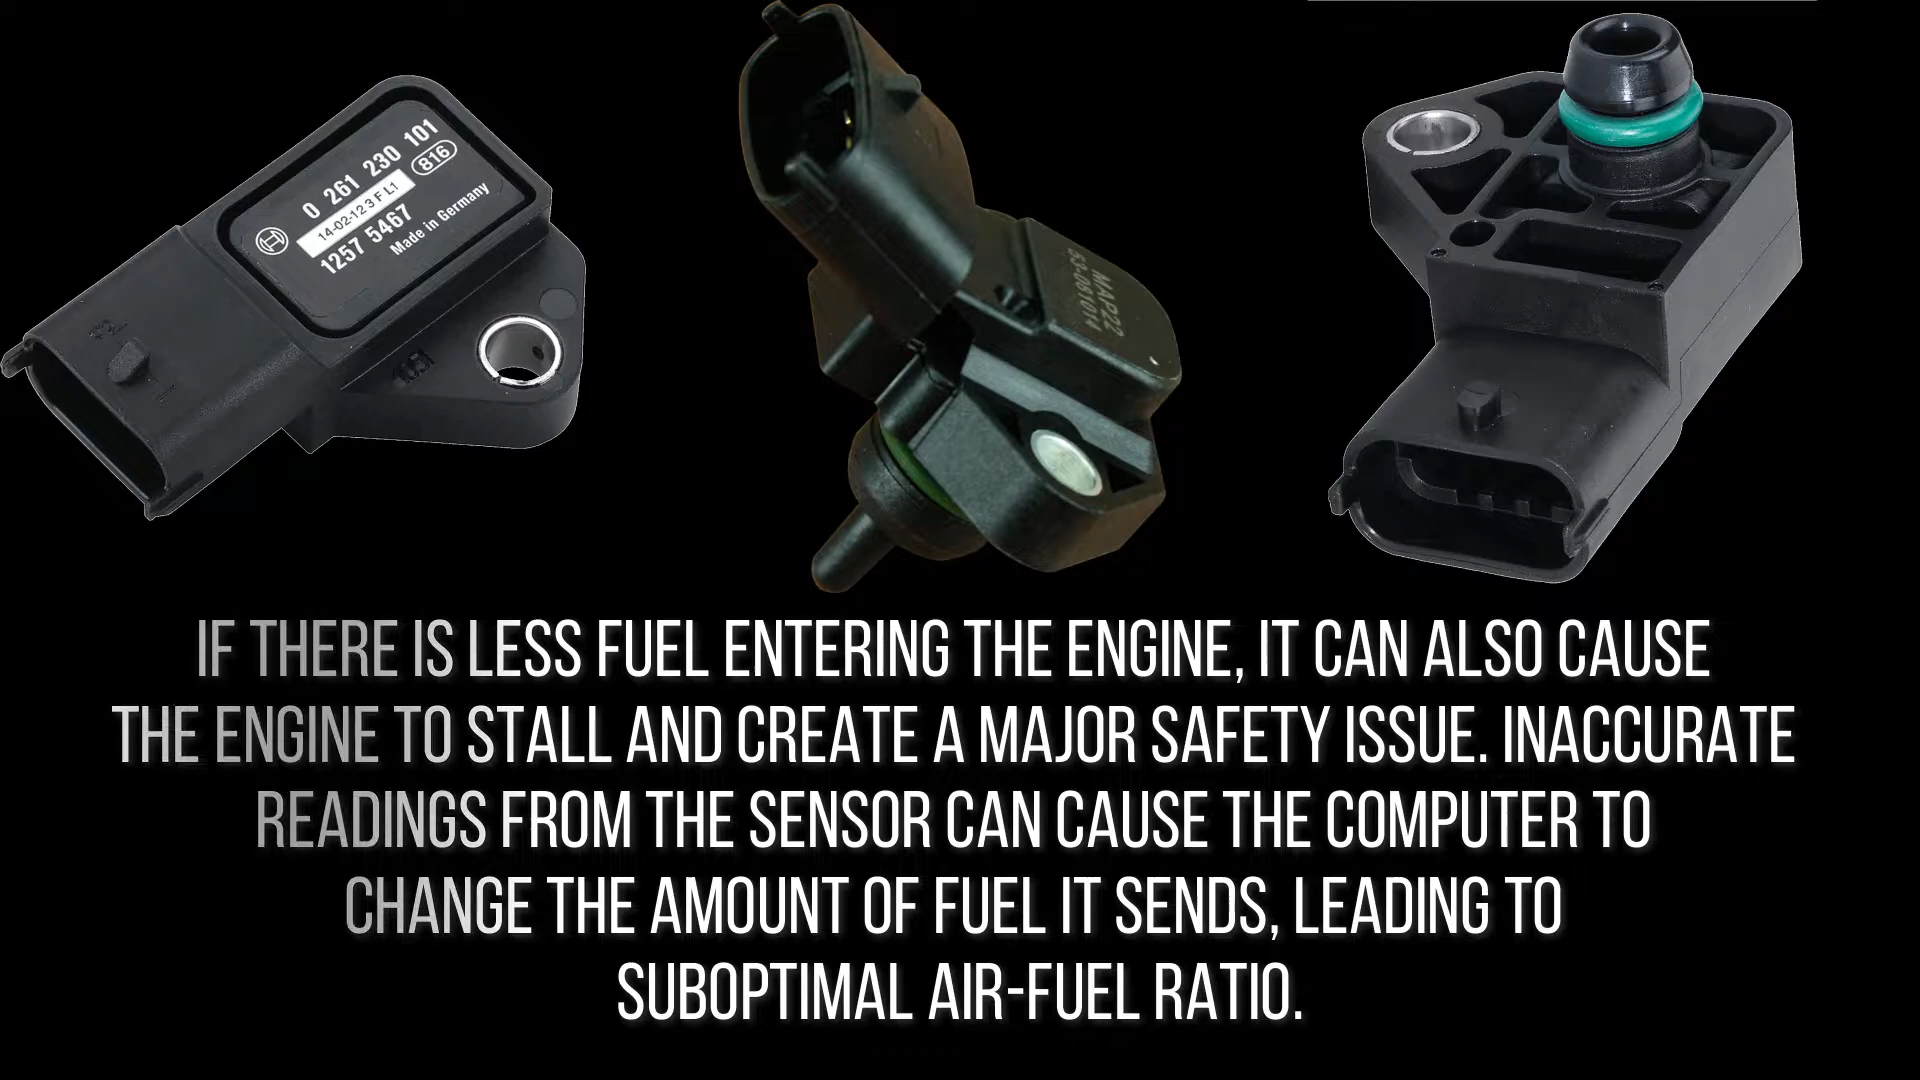 0 261 230 101
816
14-02-12 3 F L1
1257 5467
Made in Germany
MAP22
53-081014
IF THERE IS LESS FUEL ENTERING THE ENGINE, IT CAN ALSO CAUSE
THE ENGINE TO STALL AND CREATE A MAJOR SAFETY ISSUE. INACCURATE
READINGS FROM THE SENSOR CAN CAUSE THE COMPUTER TO
CHANGE THE AMOUNT OF FUEL IT SENDS, LEADING TO
SUBOPTIMAL AIR-FUEL RATIO.